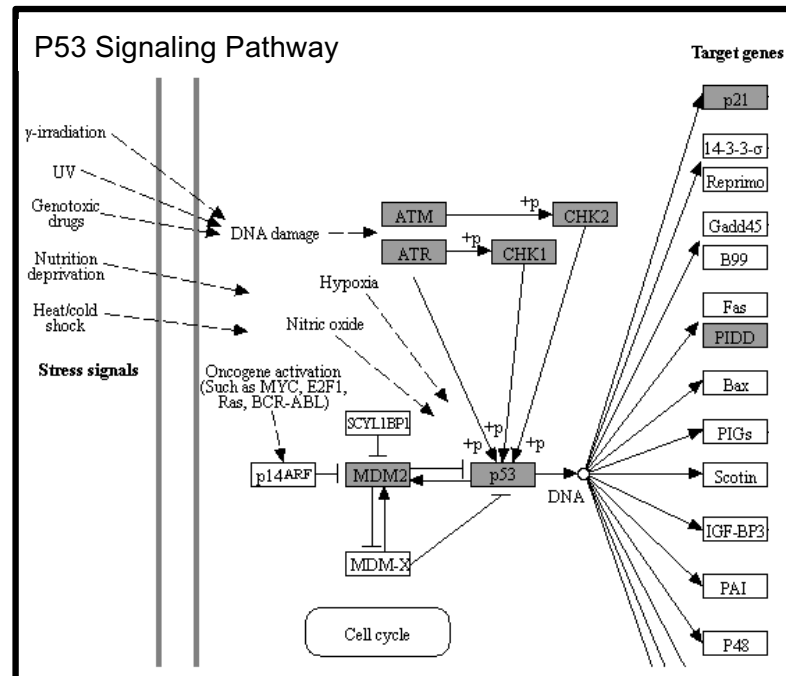 P53 Signaling Pathway
Target genes
p21
γ-irradiation
14-3-3-σ
UV
Reprimo
Genotoxic
drugs
DNA damage
ATM
+p
CHK2
ATR
+p
CHK1
Gadd45
B99
Nutrition
deprivation
Hypoxia
Heat/cold
shock
Nitric oxide
Fas
PIDD
Stress signals
Oncogene activation
(Such as MYC, E2F1,
Ras, BCR-ABL)
Bax
SCYL1BP1
+p
+p
+p
PIGs
p14ARF
MDM2
p53
DNA
Scotin
IGF-BP3
MDM-X
PAI
Cell cycle
P48